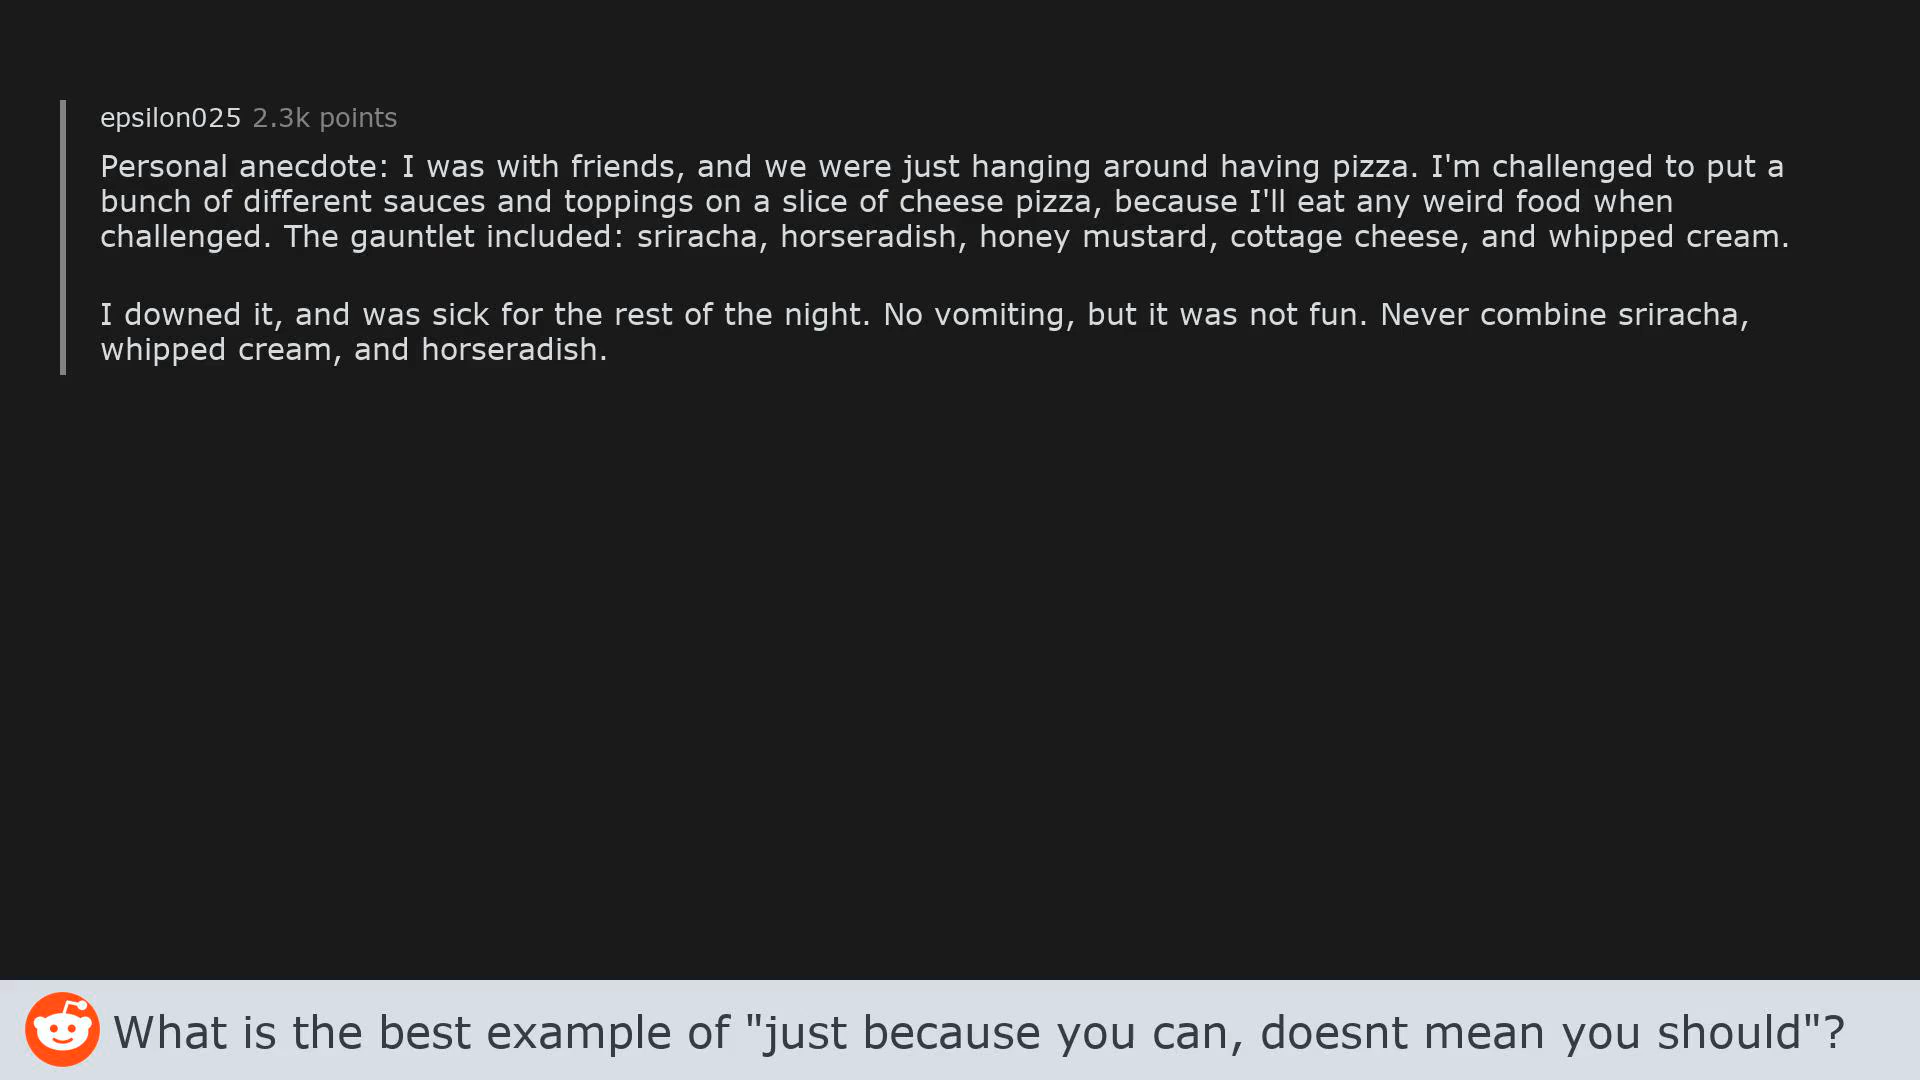 epsilon025 2.3k points
Personal anecdote: I was with friends, and we were just hanging around having pizza. I'm challenged to put a
bunch of different sauces and toppings on a slice of cheese pizza, because I'll eat any weird food when
challenged. The gauntlet included: sriracha, horseradish, honey mustard, cottage cheese, and whipped cream.
I downed it, and was sick for the rest of the night. No vomiting, but it was not fun. Never combine sriracha,
whipped cream, and horseradish.
What is the best example of "just because you can, doesnt mean you should"?